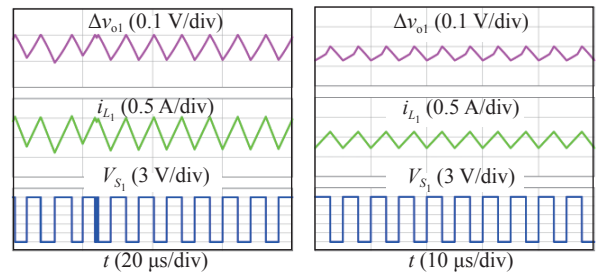 Δv_o1 (0.1 V/div)
i_L1 (0.5 A/div)
V_S1 (3 V/div)
t (20 μs/div)
Δv_o1 (0.1 V/div)
i_L1 (0.5 A/div)
V_S1 (3 V/div)
t (10 μs/div)